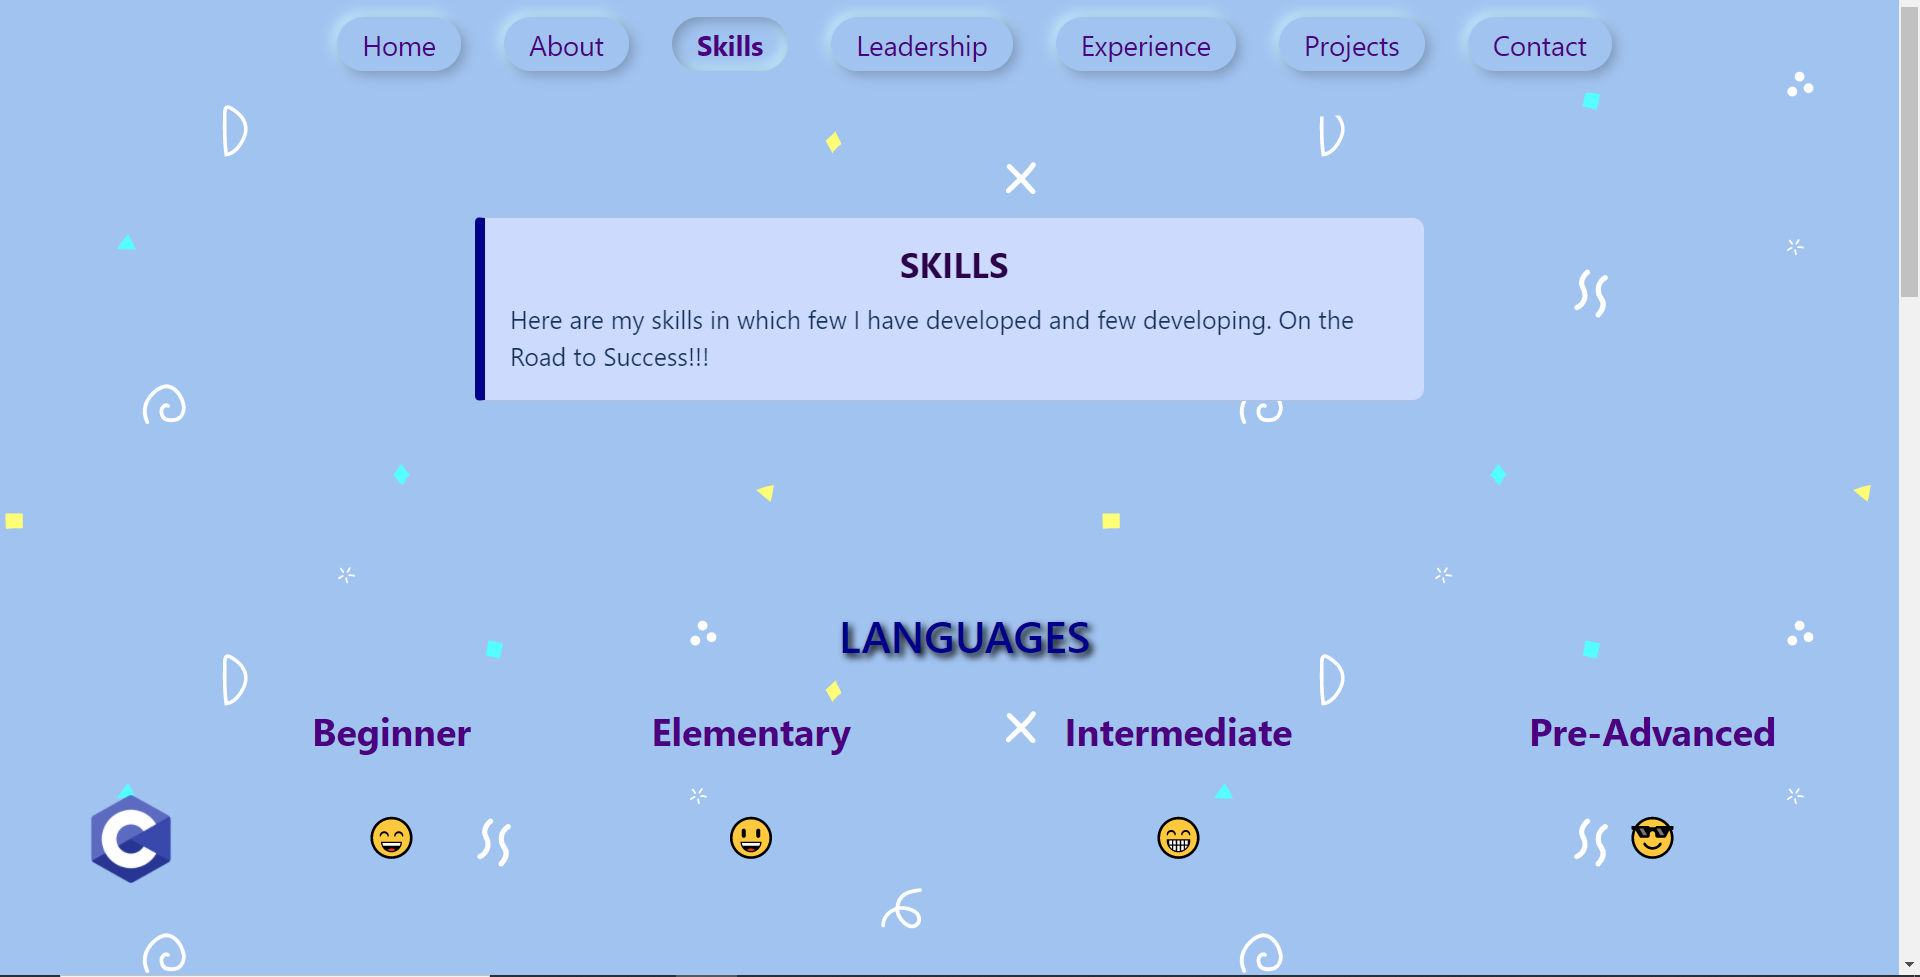 Home About Skills Leadership Experience Projects Contact
SKILLS
Here are my skills in which few I have developed and few developing. On the
Road to Success!!!
LANGUAGES
Beginner Elementary Intermediate Pre-Advanced
C